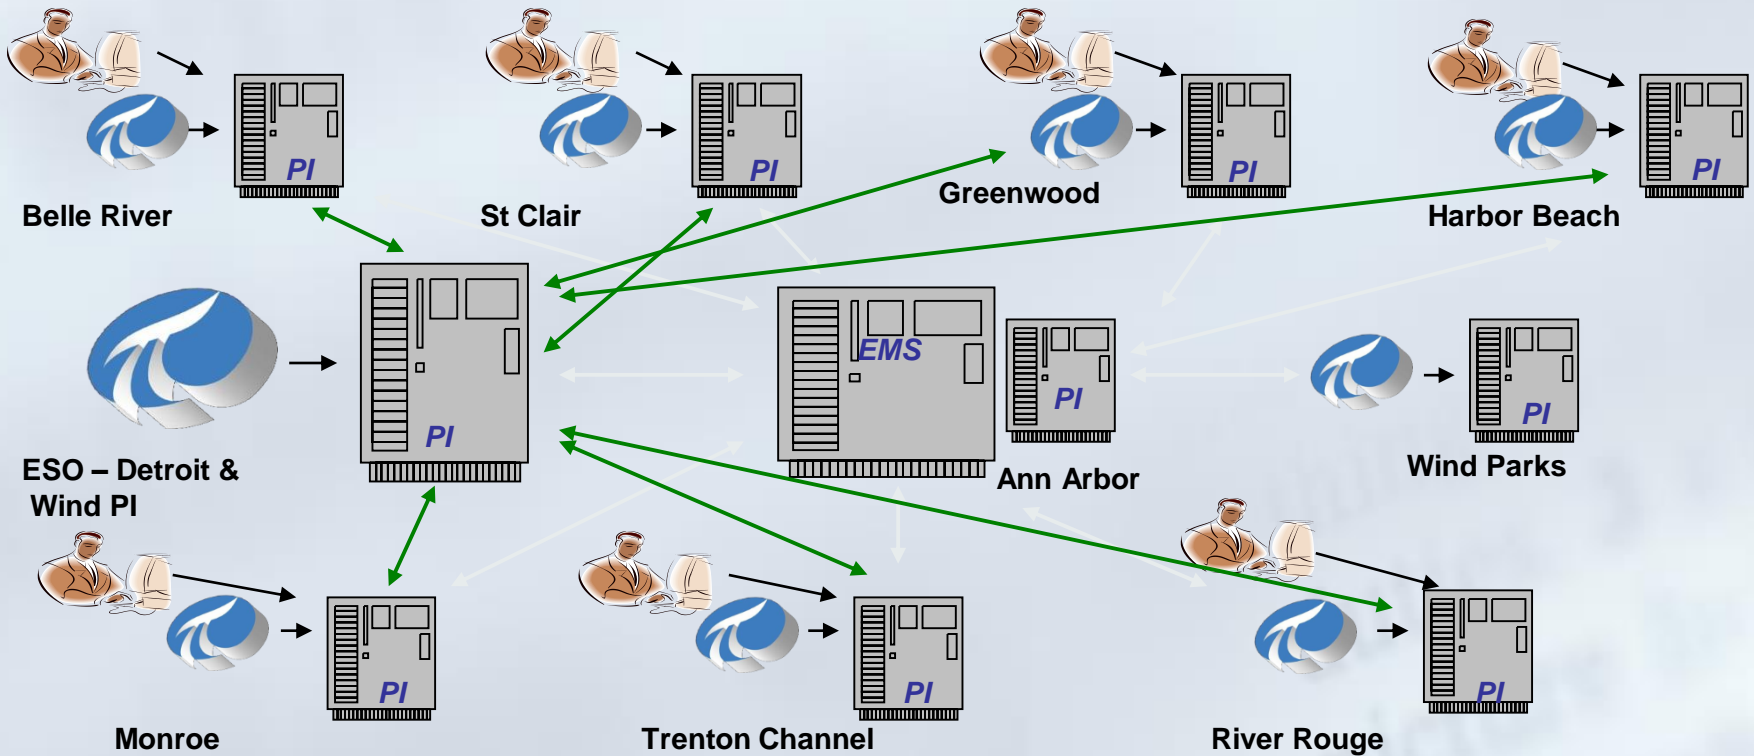 PI
PI
PI
PI
Belle River
St Clair
Greenwood
Harbor Beach
EMS
PI
PI
PI
ESO – Detroit &
Wind PI
Ann Arbor
Wind Parks
PI
PI
PI
Monroe
Trenton Channel
River Rouge